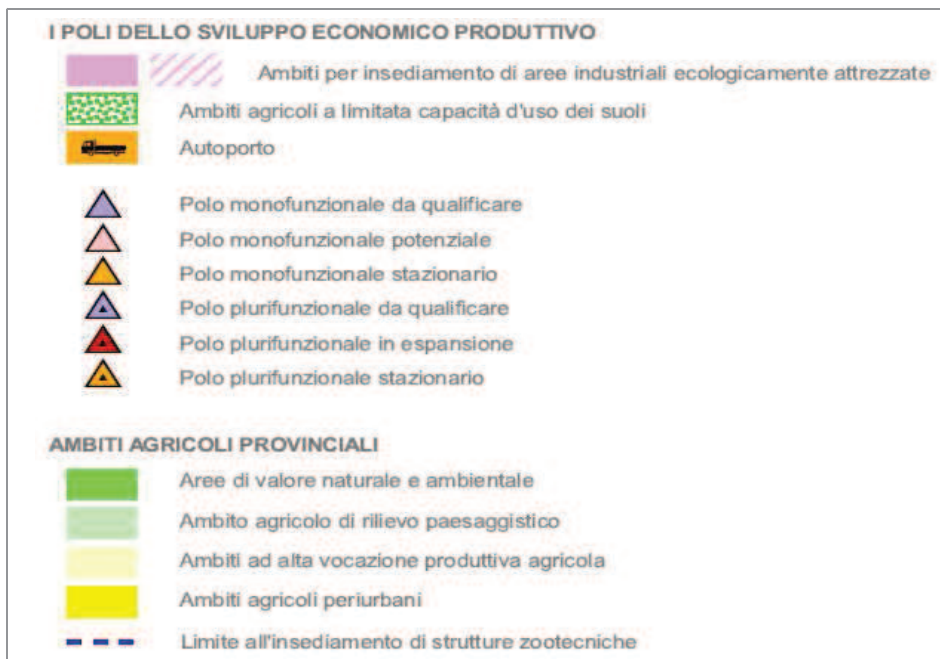 I POLI DELLO SVILUPPO ECONOMICO PRODUTTIVO
Ambiti per insediamento di aree industriali ecologicamente attrezzate
Ambiti agricoli a limitata capacità d'uso dei suoli
Autoporto
Polo monofunzionale da qualificare
Polo monofunzionale potenziale
Polo monofunzionale stazionario
Polo plurifunzionale da qualificare
Polo plurifunzionale in espansione
Polo plurifunzionale stazionario
AMBITI AGRICOLI PROVINCIALI
Aree di valore naturale e ambientale
Ambito agricolo di rilievo paesaggistico
Ambiti ad alta vocazione produttiva agricola
Ambiti agricoli periurbani
Limite all'insediamento di strutture zootecniche